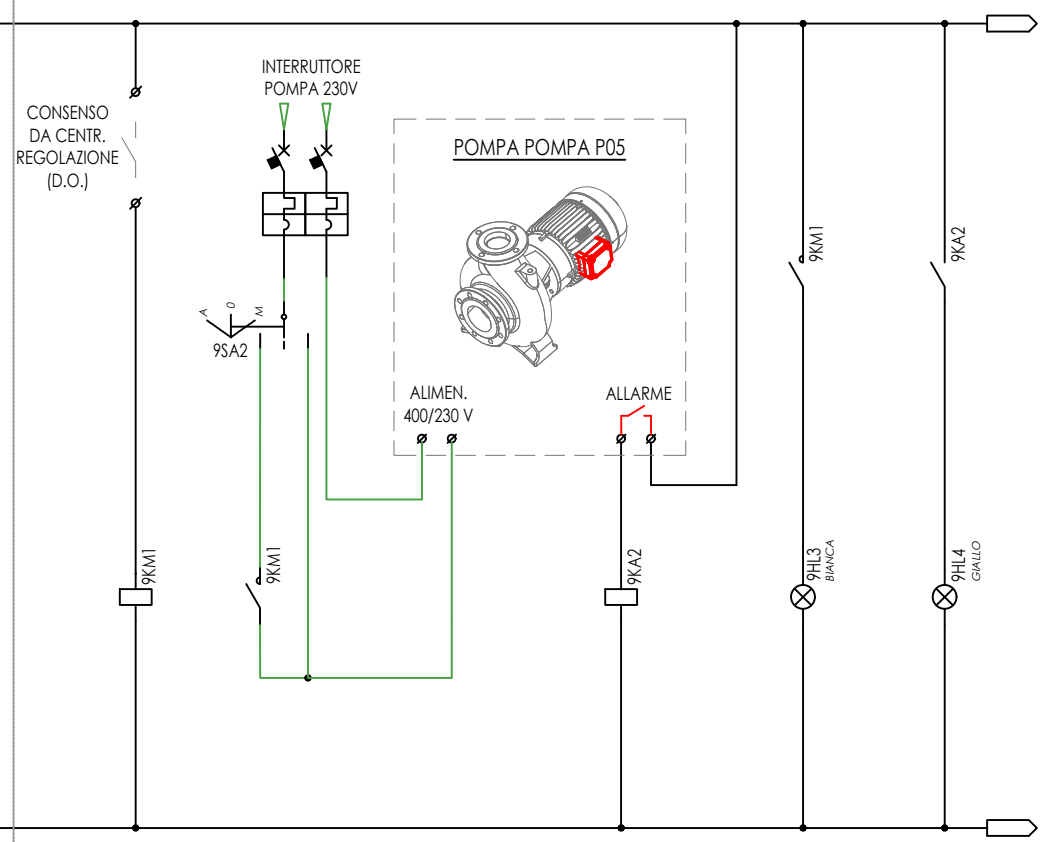 INTERRUTTORE
POMPA 230V
CONSENSO
DA CENTR.
REGOLAZIONE
(D.O.)
POMPA POMPA P05
9KM1
9KA2
A
0
M
9SA2
ALIMEN.
400/230 V
ALLARME
9KM1
9KM1
9KA2
9HL3
BIANCA
9HL4
GIALLO